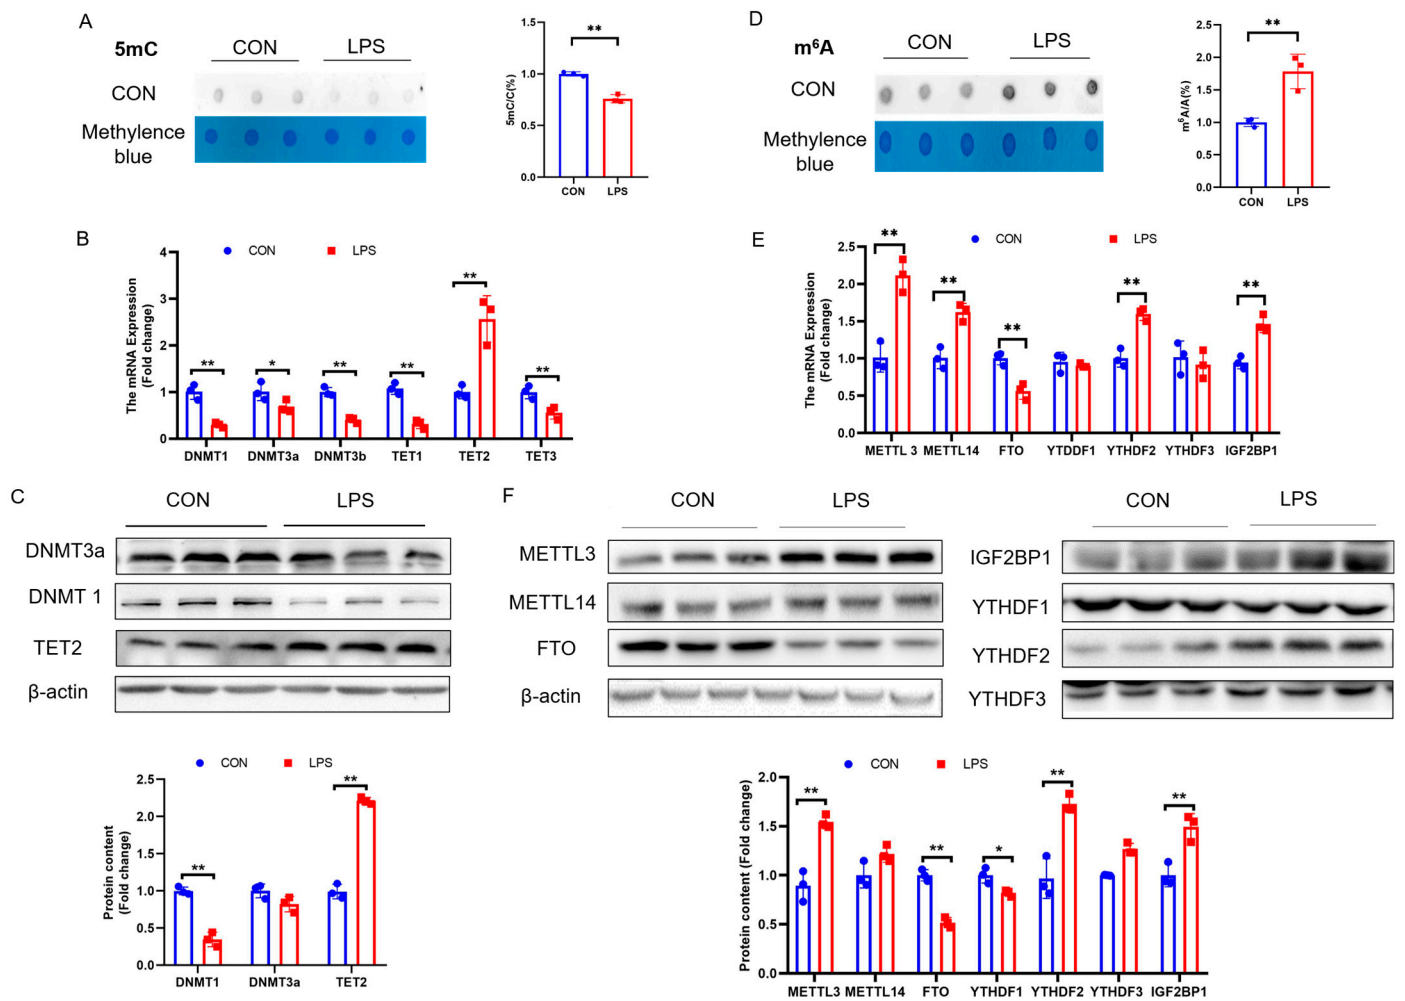 A
5mC
CON
LPS
CON
Methylence
blue
1.5
1.0
0.5
0.0
5mC/C(%)
**
CON
LPS
D
m⁶A
CON
LPS
CON
Methylence
blue
2.5
2.0
1.5
1.0
0.5
0.0
m⁶A/A(%)
**
CON
LPS
B
CON
LPS
The mRNA Expression
(Fold change)
4
3
2
1
0
**
*
**
**
**
**
DNMT1
DNMT3a
DNMT3b
TET1
TET2
TET3
E
CON
LPS
The mRNA Expression
(Fold change)
2.5
2.0
1.5
1.0
0.5
0.0
**
**
**
**
**
METTL 3
METTL14
FTO
YTDDF1
YTHDF2
YTHDF3
IGF2BP1
C
CON
LPS
DNMT3a
DNMT 1
TET2
β-actin
CON
LPS
Protein content
(Fold change)
2.5
2.0
1.5
1.0
0.5
0.0
**
**
DNMT1
DNMT3a
TET2
F
CON
LPS
METTL3
METTL14
FTO
β-actin
CON
LPS
IGF2BP1
YTHDF1
YTHDF2
YTHDF3
CON
LPS
Protein content (Fold change)
2.0
1.5
1.0
0.5
0.0
**
**
*
**
**
METTL3
METTL14
FTO
YTHDF1
YTHDF2
YTHDF3
IGF2BP1